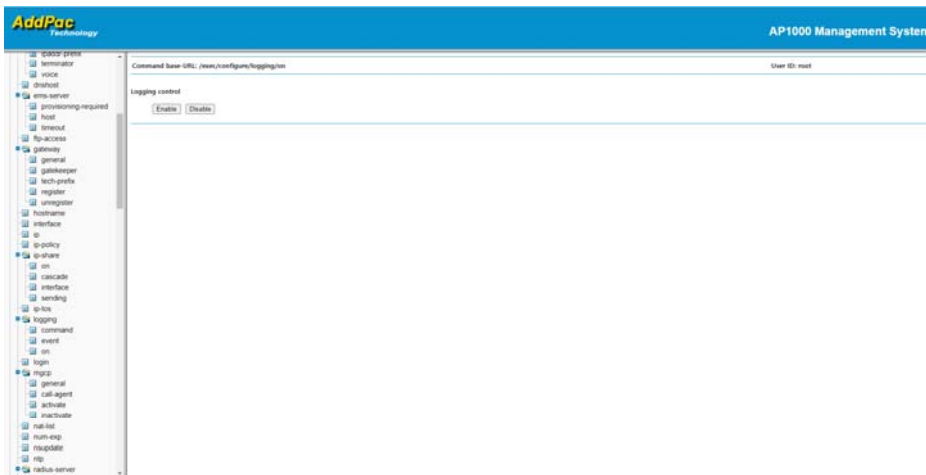 AddPac
Technology
AP1000 Management System
ipaddr-prefix
terminator
voice
dnshost
ems-server
provisioning-required
host
timeout
ftp-access
gateway
general
gatekeeper
tech-prefix
register
unregister
hostname
interface
ip
ip-policy
ip-share
on
cascade
interface
sending
ip-tos
logging
command
event
on
login
mgcp
general
call-agent
activate
inactivate
nat-list
num-exp
nsupdate
ntp
radius-server
Command base-URL: /exec/configure/logging/on
User ID: root
Logging control
Enable Disable